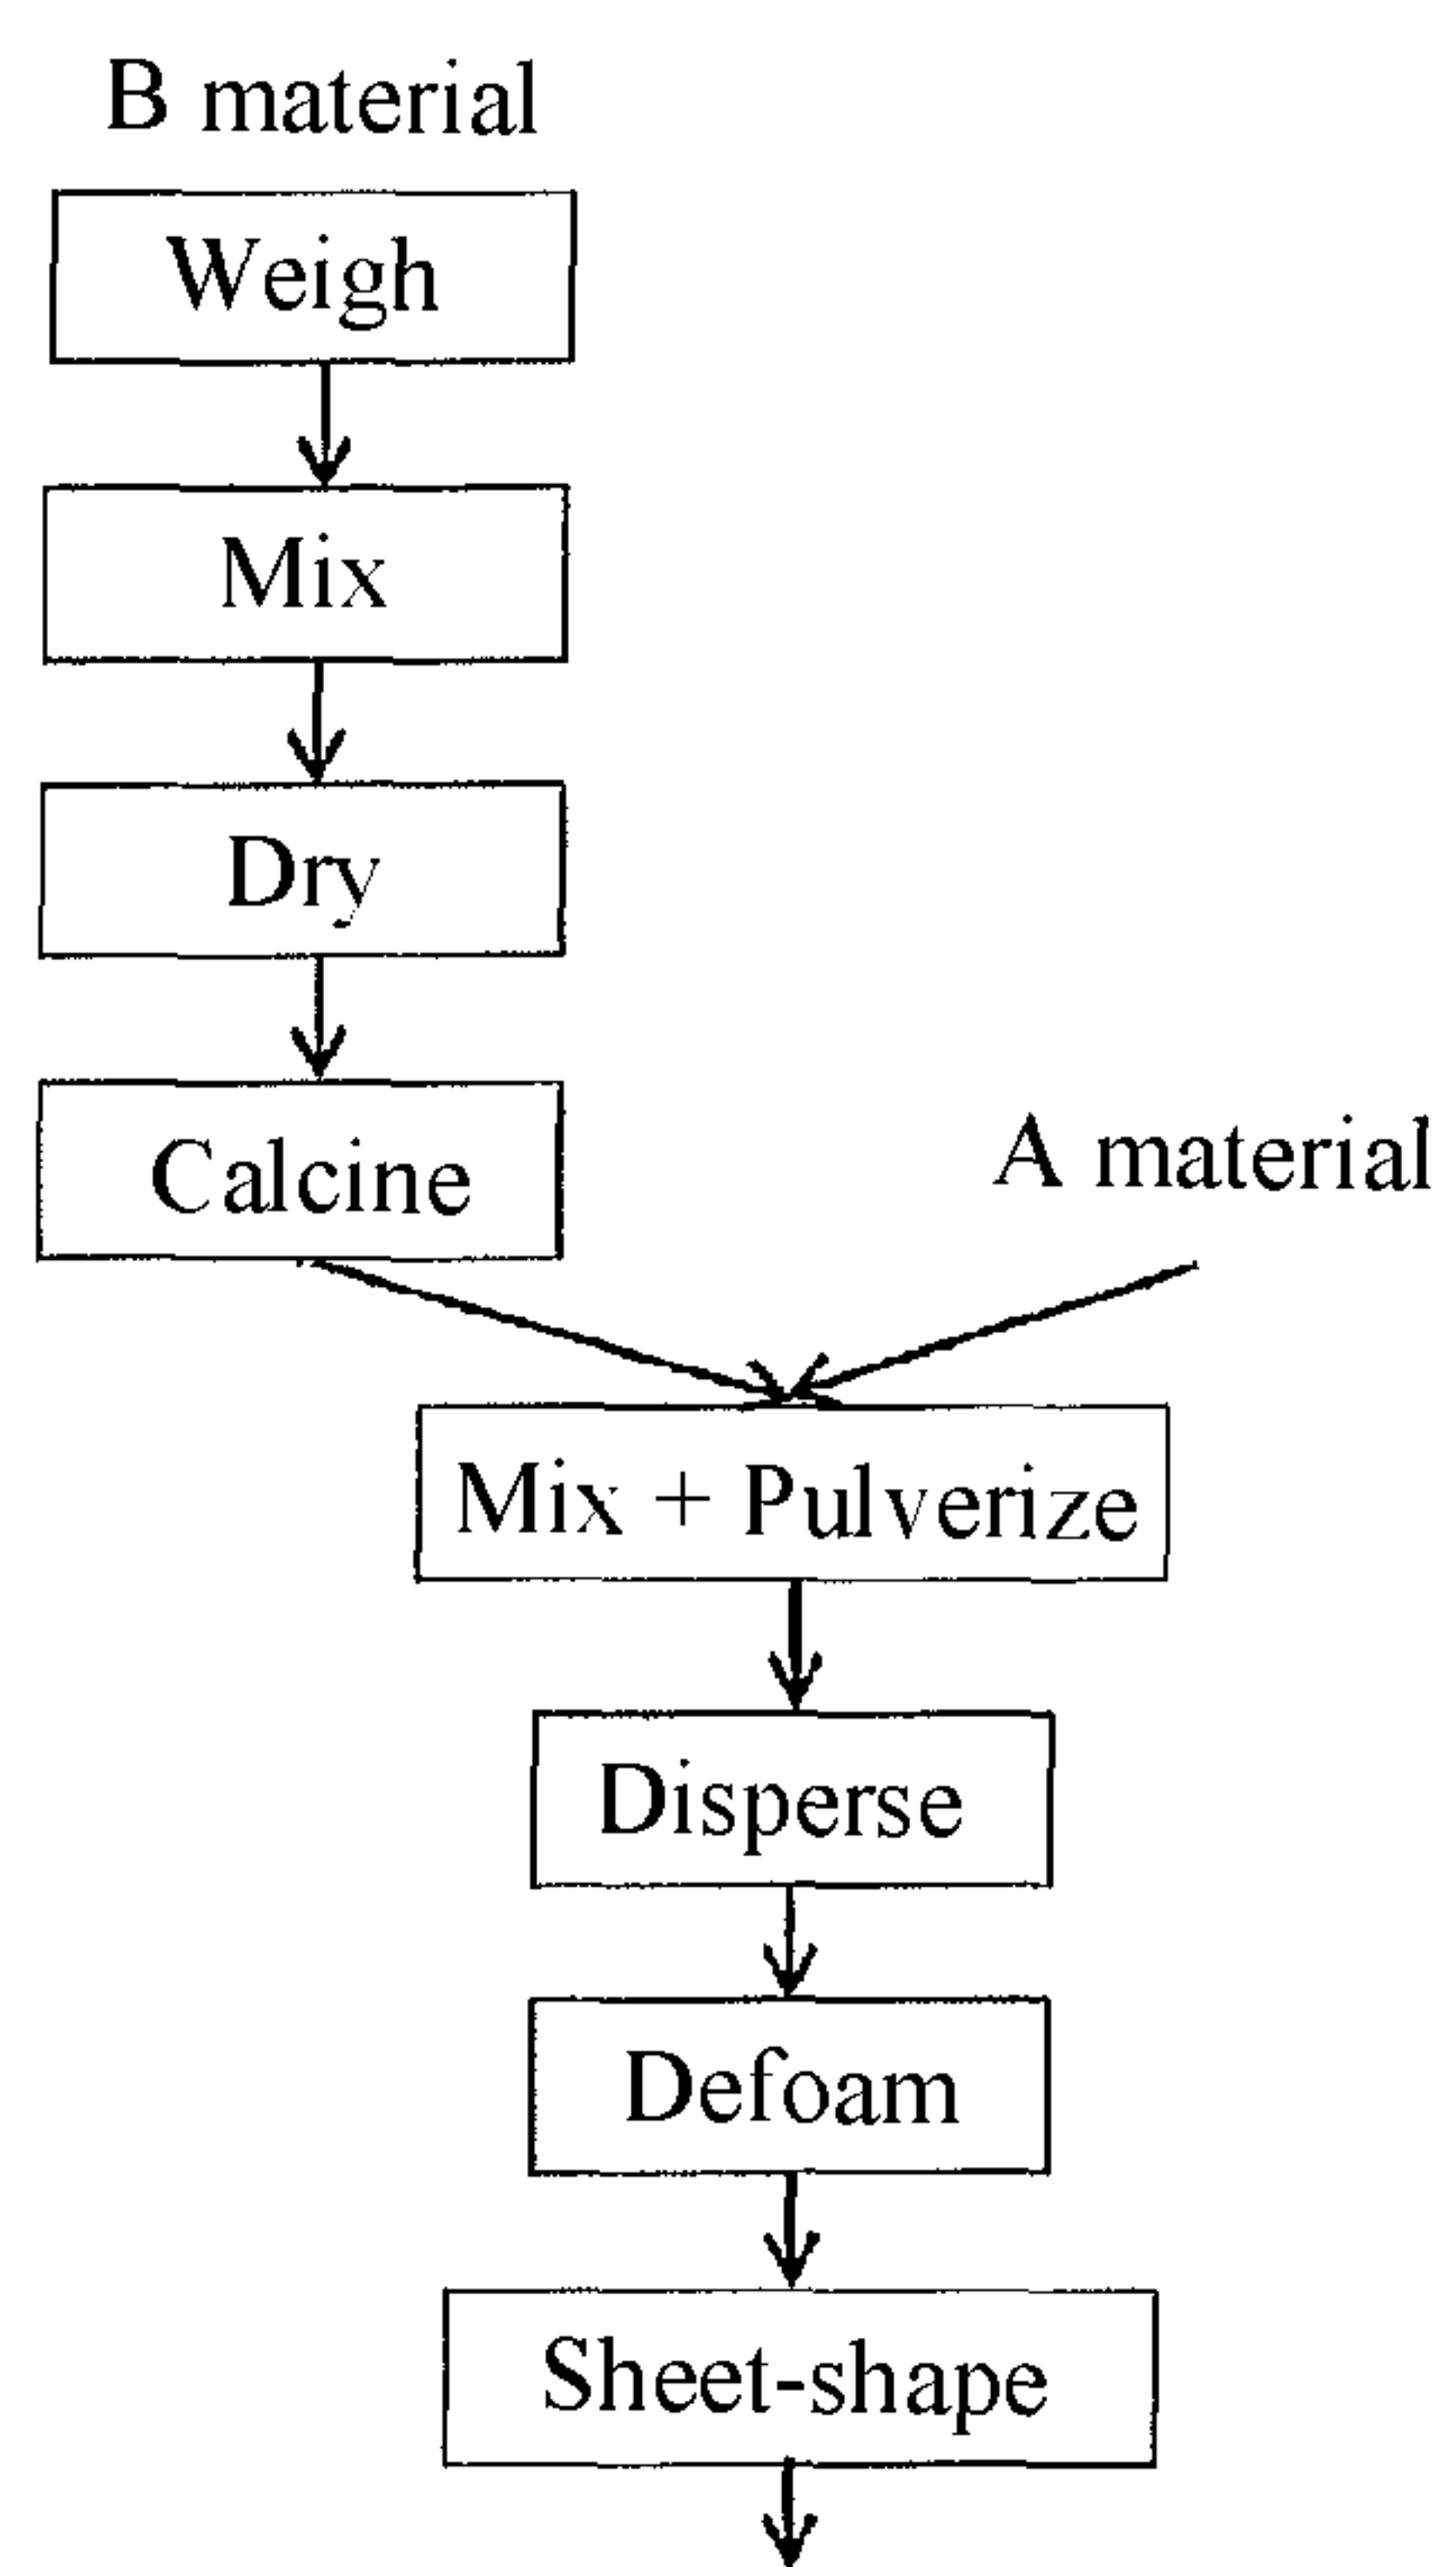 B material
Weigh
Mix
Dry
Calcine
A material
Mix + Pulverize
Disperse
Defoam
Sheet-shape